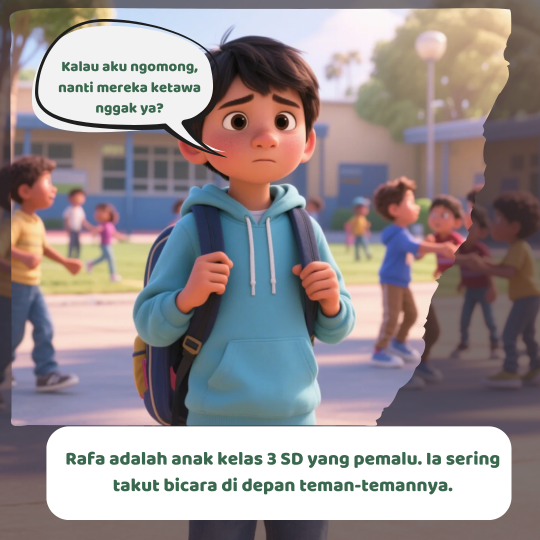 Kalau aku ngomong,
nanti mereka ketawa
nggak ya?
Rafa adalah anak kelas 3 SD yang pemalu. Ia sering
takut bicara di depan teman-temannya.